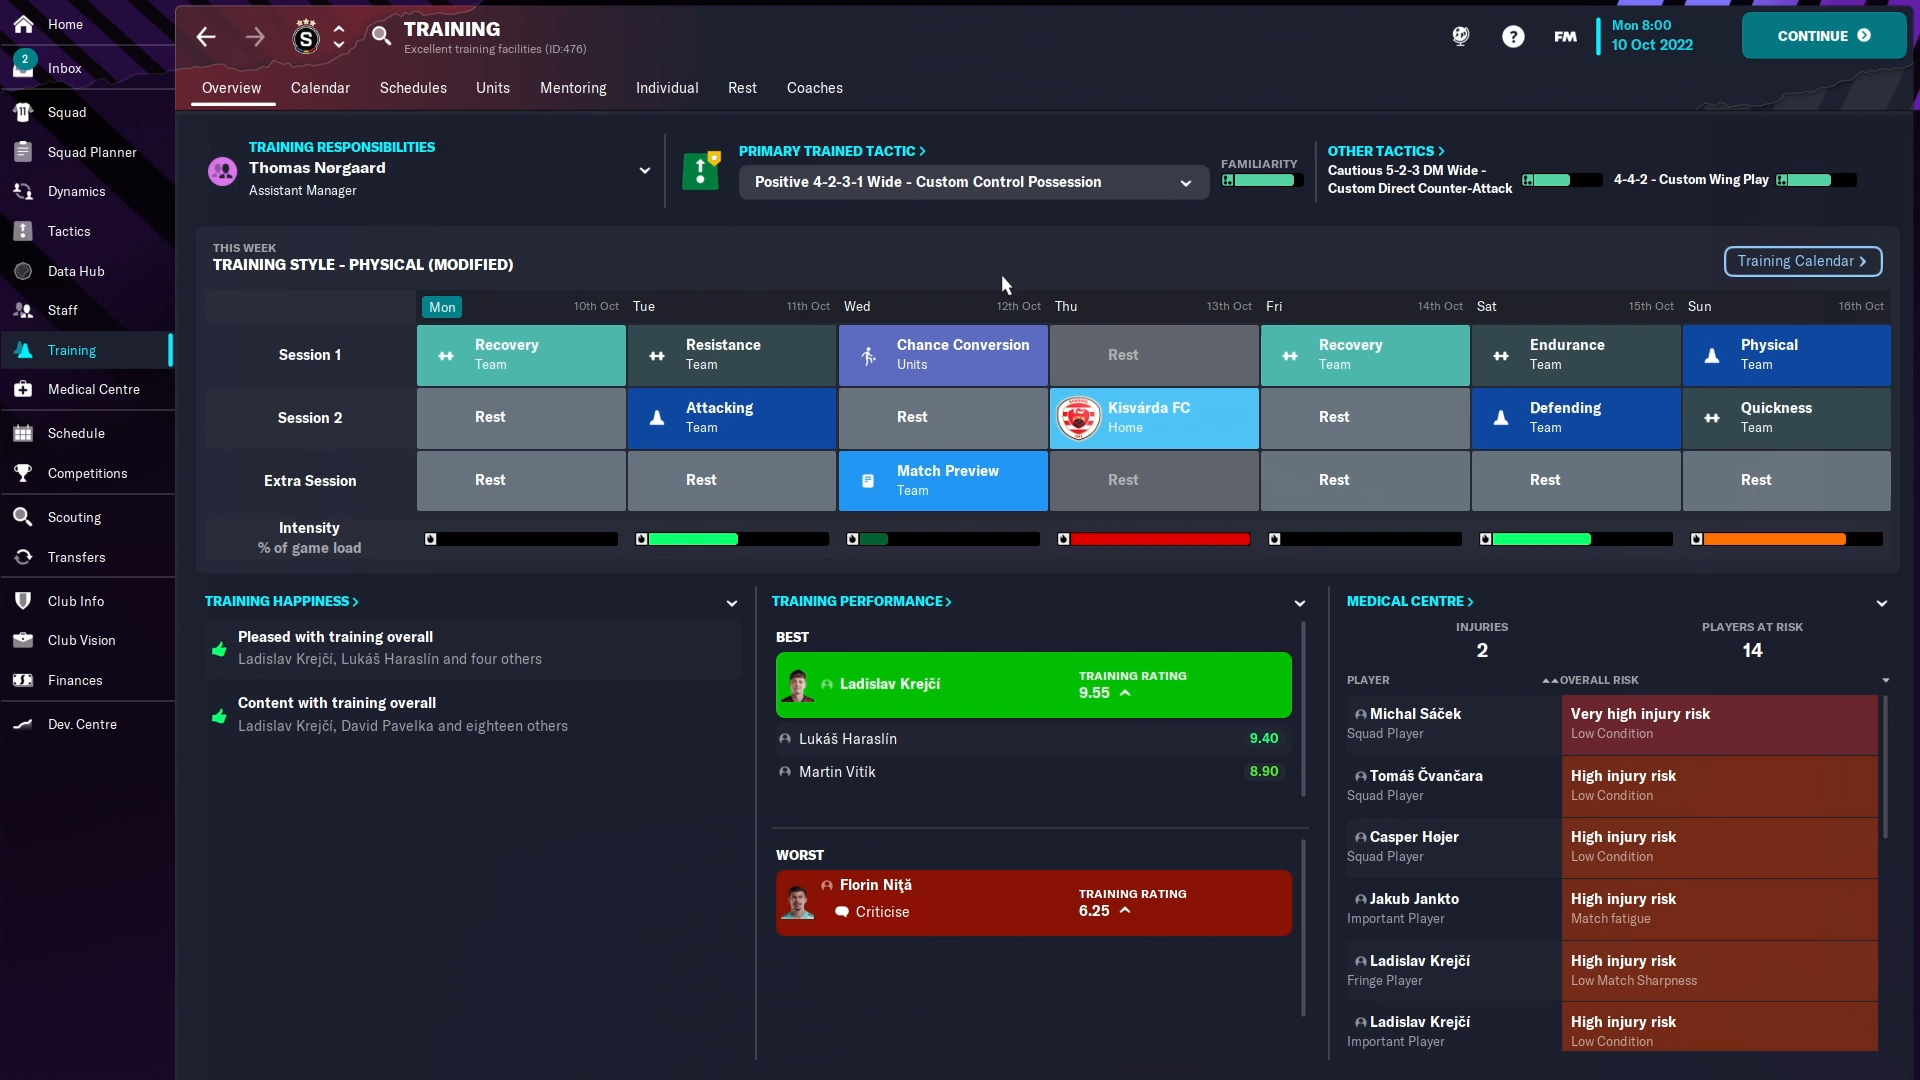 Home
2
Inbox
11
Squad
Squad Planner
Dynamics
Tactics
Data Hub
Staff
Training
Medical Centre
Schedule
Competitions
Scouting
Transfers
Club Info
Club Vision
Finances
Dev. Centre
S
TRAINING
Excellent training facilities (ID:476)
?
FM
Mon 8:00
10 Oct 2022
CONTINUE
Overview
Calendar
Schedules
Units
Mentoring
Individual
Rest
Coaches
TRAINING RESPONSIBILITIES
Thomas Nørgaard
Assistant Manager
PRIMARY TRAINED TACTIC >
Positive 4-2-3-1 Wide - Custom Control Possession
FAMILIARITY
OTHER TACTICS >
Cautious 5-2-3 DM Wide -
Custom Direct Counter-Attack
4-4-2 - Custom Wing Play
THIS WEEK
TRAINING STYLE - PHYSICAL (MODIFIED)
Training Calendar >
Mon 10th Oct
Tue 11th Oct
Wed 12th Oct
Thu 13th Oct
Fri 14th Oct
Sat 15th Oct
Sun 16th Oct
Session 1
Recovery
Team
Resistance
Team
Chance Conversion
Units
Rest
Recovery
Team
Endurance
Team
Physical
Team
Session 2
Rest
Attacking
Team
Rest
Kisvárda FC
Home
Rest
Defending
Team
Quickness
Team
Extra Session
Rest
Rest
Match Preview
Team
Rest
Rest
Rest
Rest
Intensity
% of game load
TRAINING HAPPINESS >
Pleased with training overall
Ladislav Krejčí, Lukáš Haraslín and four others
Content with training overall
Ladislav Krejčí, David Pavelka and eighteen others
TRAINING PERFORMANCE >
BEST
Ladislav Krejčí
TRAINING RATING
9.55
Lukáš Haraslín 9.40
Martin Vitík 8.90
WORST
Florin Niţă
Criticise
TRAINING RATING
6.25
MEDICAL CENTRE >
INJURIES
2
PLAYERS AT RISK
14
PLAYER
OVERALL RISK
Michal Sáček
Squad Player
Very high injury risk
Low Condition
Tomáš Čvančara
Squad Player
High injury risk
Low Condition
Casper Højer
Squad Player
High injury risk
Low Condition
Jakub Jankto
Important Player
High injury risk
Match fatigue
Ladislav Krejčí
Fringe Player
High injury risk
Low Match Sharpness
Ladislav Krejčí
Important Player
High injury risk
Low Condition